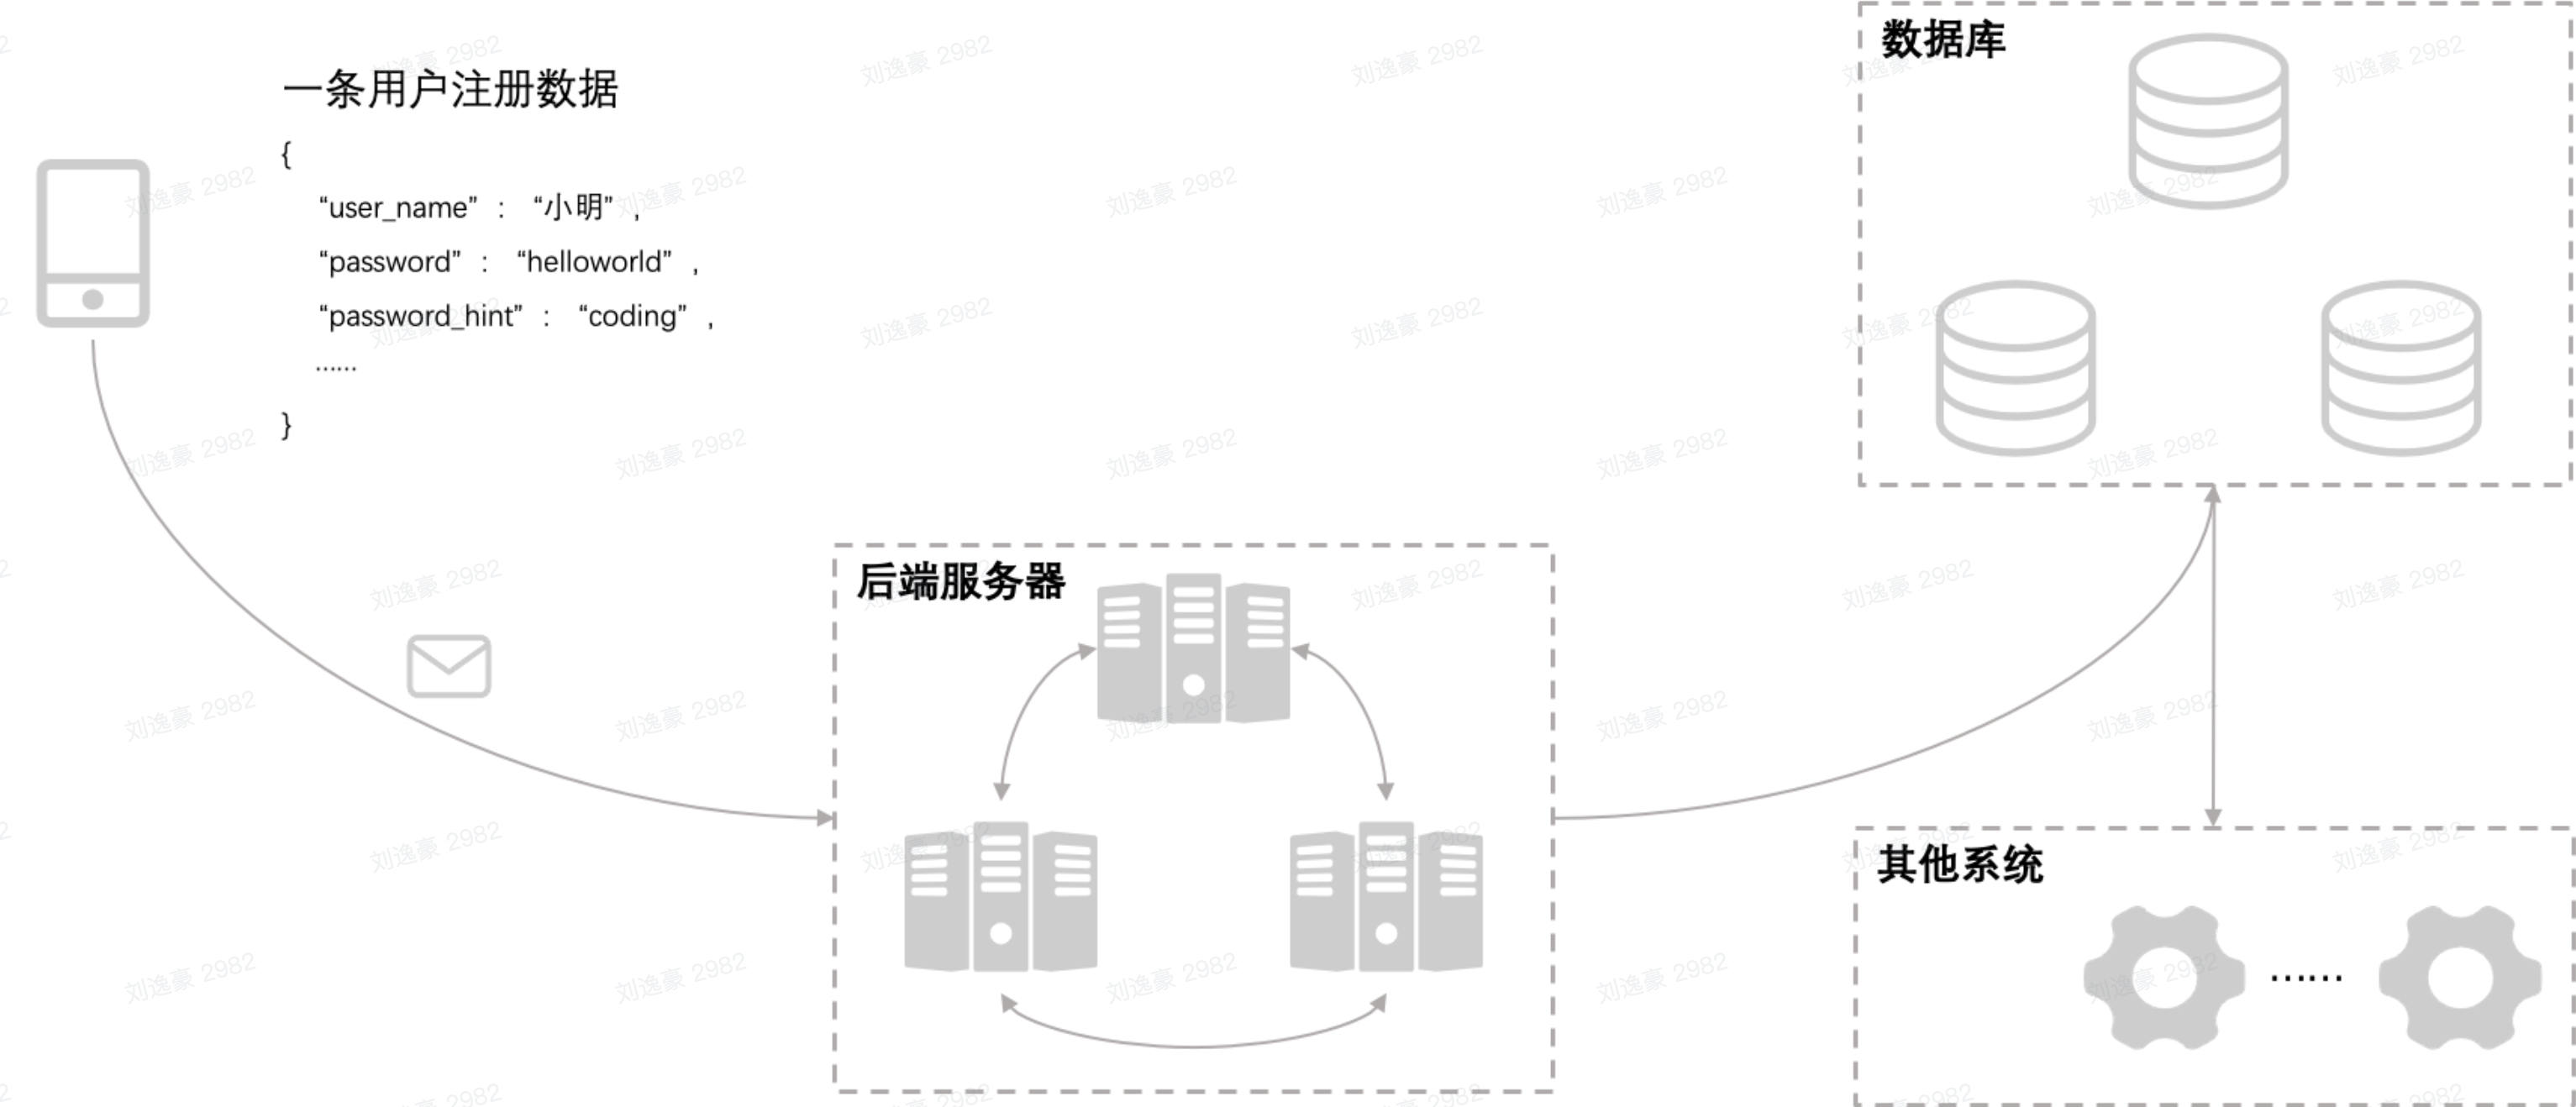 一条用户注册数据
{
“user_name” : “小明” ,
“password” : “helloworld” ,
“password_hint” : “coding” ,
……
}
数据库
后端服务器
其他系统
……
刘逸豪 2982